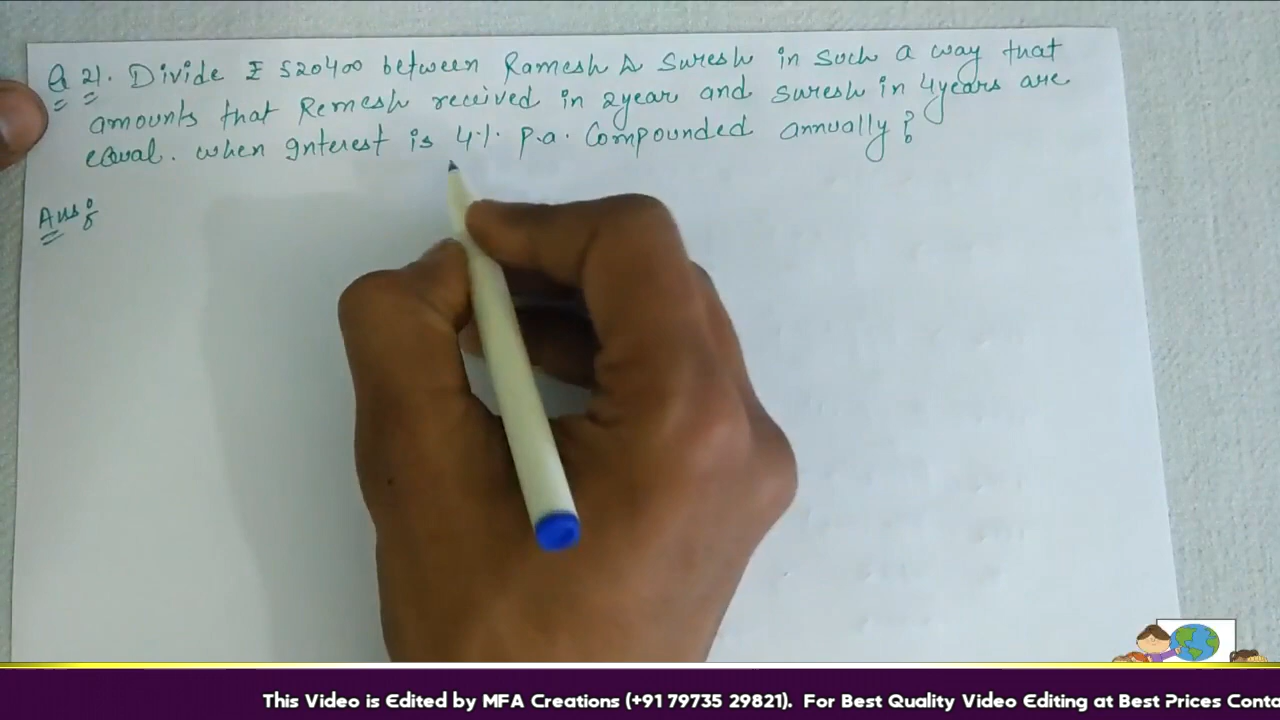 Q 21. Divide ₹ 520400 between Ramesh & Suresh in such a way that
amounts that Remesh received in 2year and Suresh in 4years are
equal. when Interest is 4%. p.a. Compounded annually?
Ans:
This Video is Edited by MFA Creations (+91 79735 29821). For Best Quality Video Editing at Best Prices Conta